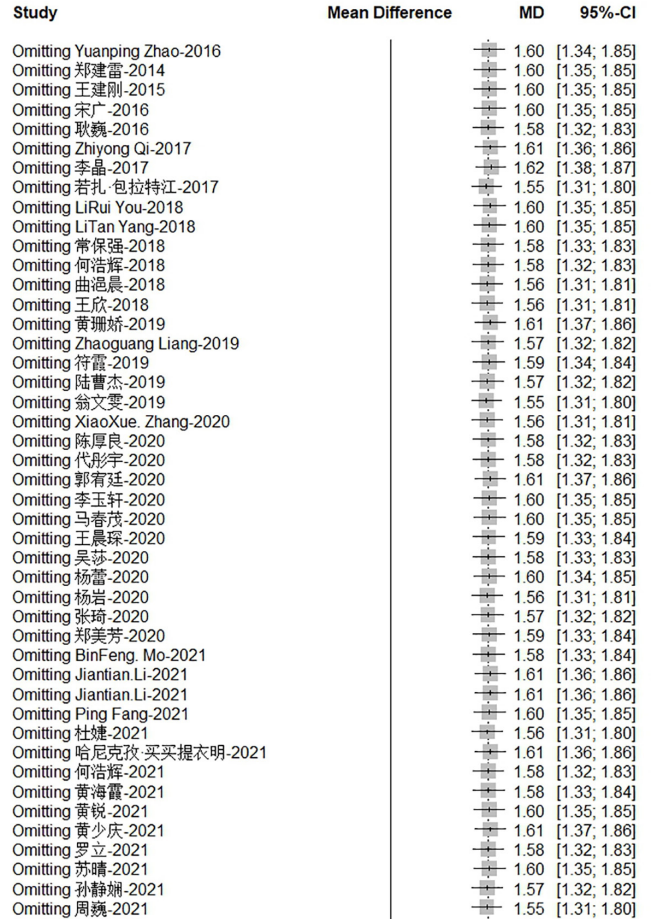 Study Mean Difference MD 95%-CI
Omitting Yuanping Zhao-2016 1.60 [1.34; 1.85]
Omitting 郑建雷-2014 1.60 [1.35; 1.85]
Omitting 王建刚-2015 1.60 [1.35; 1.85]
Omitting 宋广-2016 1.60 [1.35; 1.85]
Omitting 耿巍-2016 1.58 [1.32; 1.83]
Omitting Zhiyong Qi-2017 1.61 [1.36; 1.86]
Omitting 李晶-2017 1.62 [1.38; 1.87]
Omitting 若扎·包拉特江-2017 1.55 [1.31; 1.80]
Omitting LiRui You-2018 1.60 [1.35; 1.85]
Omitting LiTan Yang-2018 1.60 [1.35; 1.85]
Omitting 常保强-2018 1.58 [1.33; 1.83]
Omitting 何浩辉-2018 1.58 [1.32; 1.83]
Omitting 曲浥晨-2018 1.56 [1.31; 1.81]
Omitting 王欣-2018 1.56 [1.31; 1.81]
Omitting 黄珊娇-2019 1.61 [1.37; 1.86]
Omitting Zhaoguang Liang-2019 1.57 [1.32; 1.82]
Omitting 符霞-2019 1.59 [1.34; 1.84]
Omitting 陆曹杰-2019 1.57 [1.32; 1.82]
Omitting 翁文雯-2019 1.55 [1.31; 1.80]
Omitting XiaoXue. Zhang-2020 1.56 [1.31; 1.81]
Omitting 陈厚良-2020 1.58 [1.32; 1.83]
Omitting 代彤宇-2020 1.58 [1.32; 1.83]
Omitting 郭宥廷-2020 1.61 [1.37; 1.86]
Omitting 李玉轩-2020 1.60 [1.35; 1.85]
Omitting 马春茂-2020 1.60 [1.35; 1.85]
Omitting 王晨琛-2020 1.59 [1.33; 1.84]
Omitting 吴莎-2020 1.58 [1.33; 1.83]
Omitting 杨蕾-2020 1.60 [1.34; 1.85]
Omitting 杨岩-2020 1.56 [1.31; 1.81]
Omitting 张琦-2020 1.57 [1.32; 1.82]
Omitting 郑美芳-2020 1.59 [1.33; 1.84]
Omitting BinFeng. Mo-2021 1.58 [1.33; 1.84]
Omitting Jiantian.Li-2021 1.61 [1.36; 1.86]
Omitting Jiantian.Li-2021 1.61 [1.36; 1.86]
Omitting Ping Fang-2021 1.60 [1.35; 1.85]
Omitting 杜婕-2021 1.56 [1.31; 1.80]
Omitting 哈尼克孜·买买提衣明-2021 1.61 [1.36; 1.86]
Omitting 何浩辉-2021 1.58 [1.32; 1.83]
Omitting 黄海霞-2021 1.58 [1.33; 1.84]
Omitting 黄锐-2021 1.60 [1.35; 1.85]
Omitting 黄少庆-2021 1.61 [1.37; 1.86]
Omitting 罗立-2021 1.58 [1.32; 1.83]
Omitting 苏晴-2021 1.60 [1.35; 1.85]
Omitting 孙静娴-2021 1.57 [1.32; 1.82]
Omitting 周巍-2021 1.55 [1.31; 1.80]